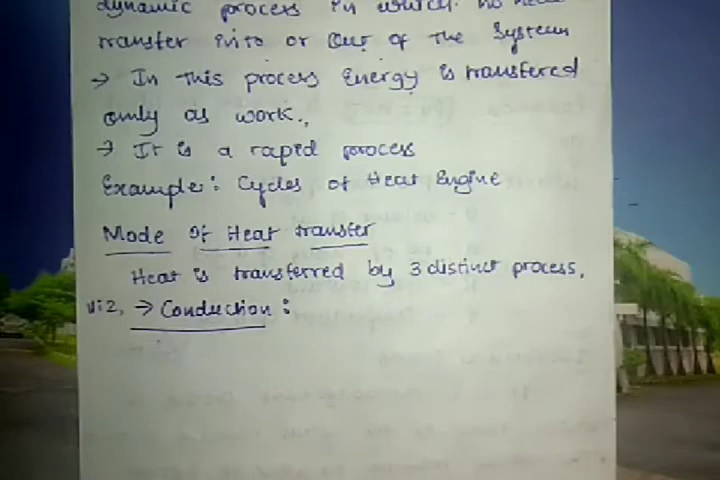 dynamic process in which no heat
transfer into or out of the system
→ In this process Energy is transferred
only as work.,
→ It is a rapid process
Example: Cycles of Heat Engine
Mode of Heat transfer
Heat is transferred by 3 distinct process,
viz, → Conduction: